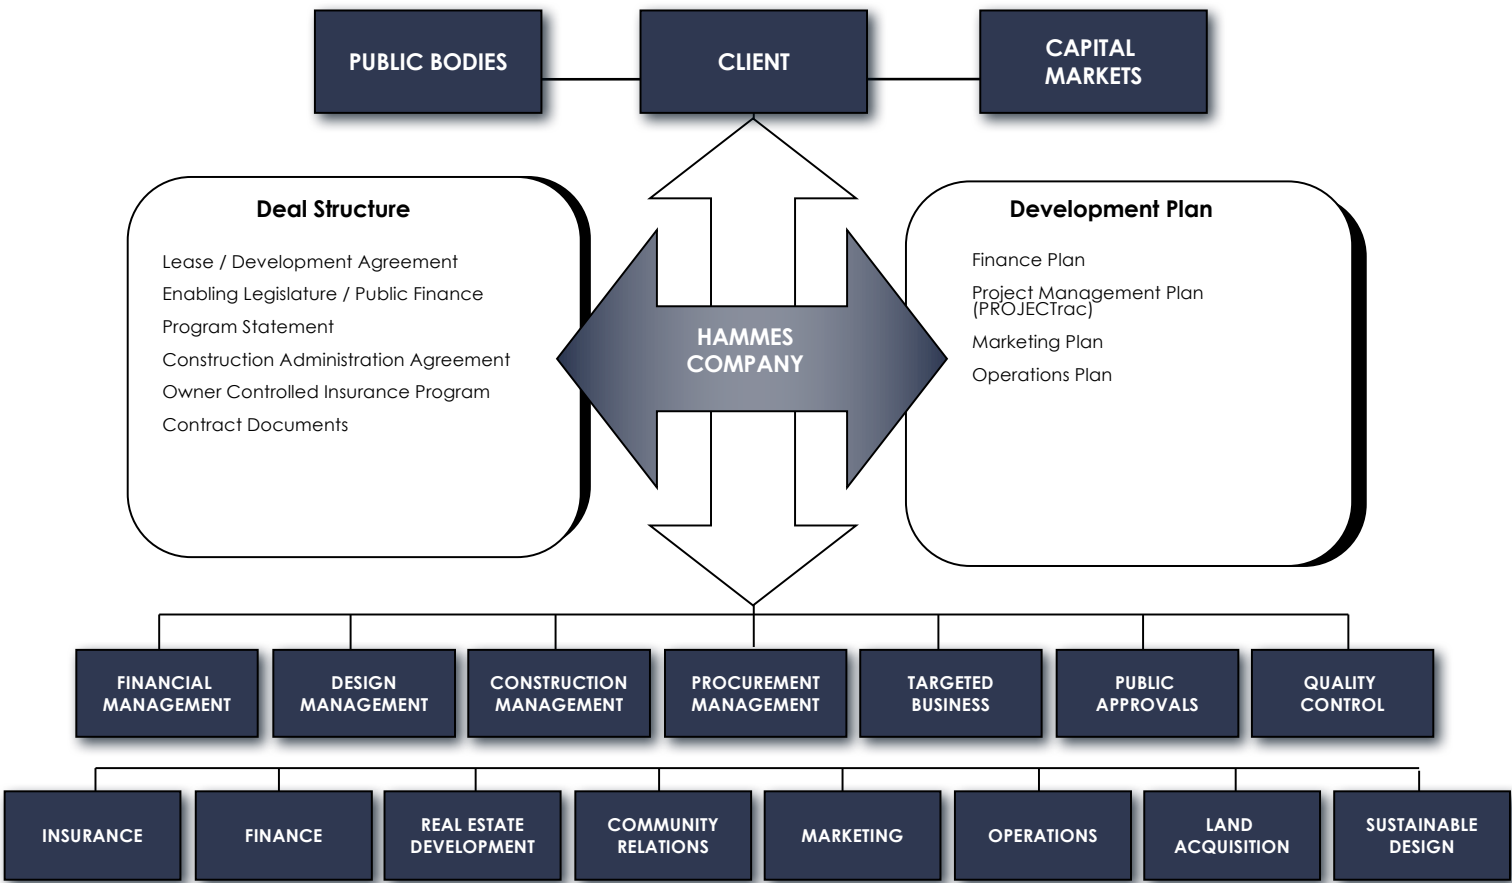 PUBLIC BODIES
CLIENT
CAPITAL
MARKETS
Deal Structure
Lease / Development Agreement
Enabling Legislature / Public Finance
Program Statement
Construction Administration Agreement
Owner Controlled Insurance Program
Contract Documents
HAMMES
COMPANY
Development Plan
Finance Plan
Project Management Plan
(PROJECTrac)
Marketing Plan
Operations Plan
FINANCIAL
MANAGEMENT
DESIGN
MANAGEMENT
CONSTRUCTION
MANAGEMENT
PROCUREMENT
MANAGEMENT
TARGETED
BUSINESS
PUBLIC
APPROVALS
QUALITY
CONTROL
INSURANCE
FINANCE
REAL ESTATE
DEVELOPMENT
COMMUNITY
RELATIONS
MARKETING
OPERATIONS
LAND
ACQUISITION
SUSTAINABLE
DESIGN